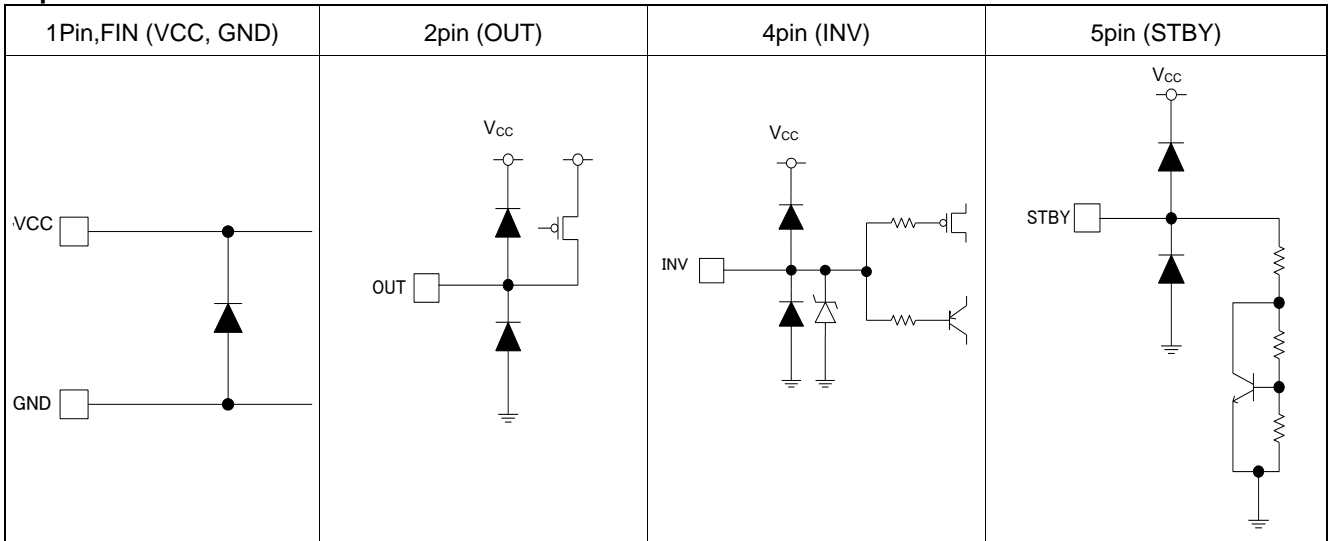 1Pin,FIN (VCC, GND)
2pin (OUT)
4pin (INV)
5pin (STBY)
VCC
GND
VCC
OUT
VCC
INV
VCC
STBY